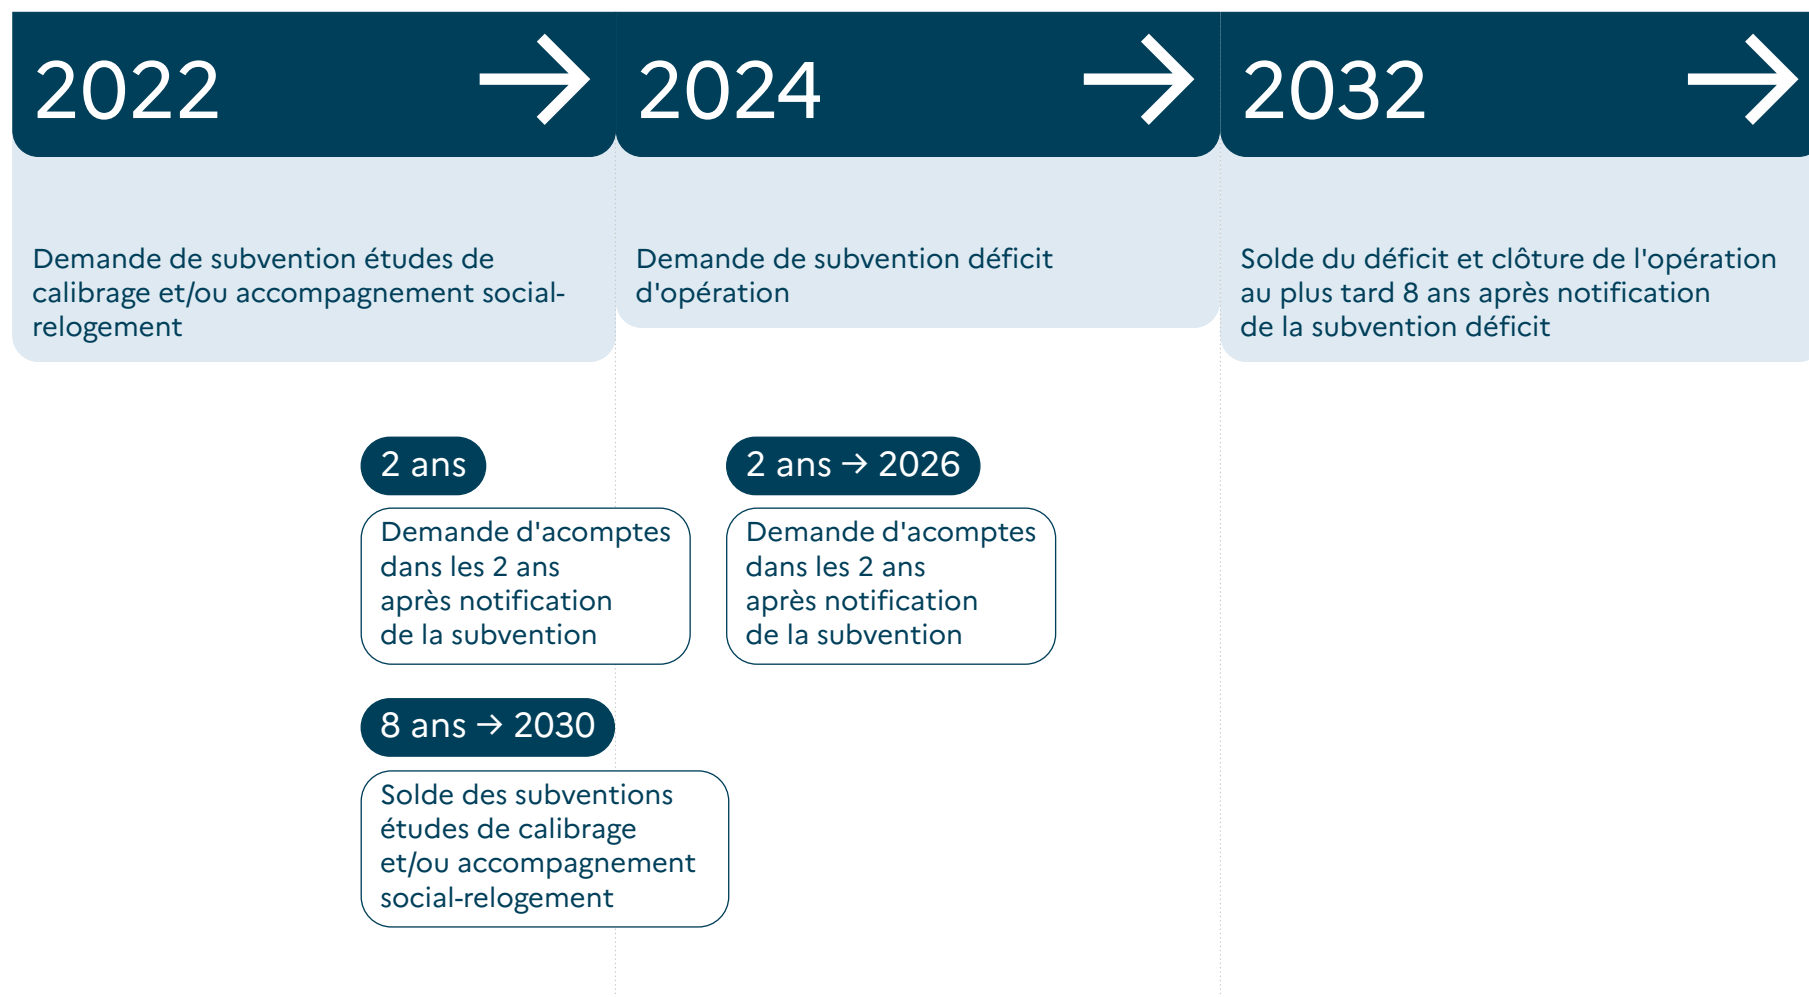 2022 →
Demande de subvention études de
calibrage et/ou accompagnement social-
relogement
2024 →
Demande de subvention déficit
d'opération
2032 →
Solde du déficit et clôture de l'opération
au plus tard 8 ans après notification
de la subvention déficit
2 ans
Demande d'acomptes
dans les 2 ans
après notification
de la subvention
2 ans → 2026
Demande d'acomptes
dans les 2 ans
après notification
de la subvention
8 ans → 2030
Solde des subventions
études de calibrage
et/ou accompagnement
social-relogement